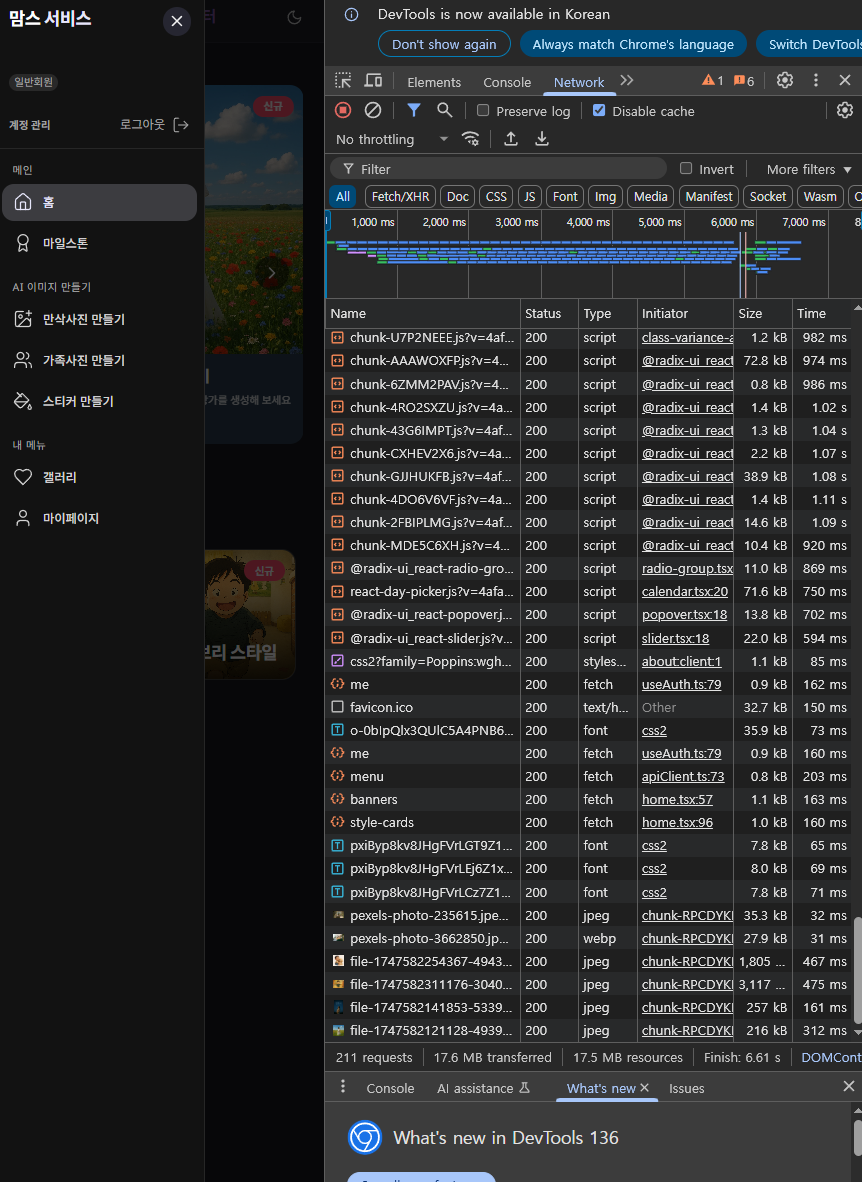 맘스 서비스
터
일반회원
계정 관리
로그아웃
메인
홈
마일스톤
AI 이미지 만들기
만삭사진 만들기
가족사진 만들기
스티커 만들기
내 메뉴
갤러리
마이페이지
신규
가를 생성해 보세요
신규
브리 스타일
DevTools is now available in Korean
Don't show again
Always match Chrome's language
Switch DevTools
Elements
Console
Network
1
6
Preserve log
Disable cache
No throttling
Filter
Invert
More filters
All
Fetch/XHR
Doc
CSS
JS
Font
Img
Media
Manifest
Socket
Wasm
1,000 ms
2,000 ms
3,000 ms
4,000 ms
5,000 ms
6,000 ms
7,000 ms
8
Name Status Type Initiator Size Time
chunk-U7P2NEEE.js?v=4af... 200 script class-variance-a 1.2 kB 982 ms
chunk-AAAWOXFP.js?v=4... 200 script @radix-ui_react 72.8 kB 974 ms
chunk-6ZMM2PAV.js?v=4af... 200 script @radix-ui_react 0.8 kB 986 ms
chunk-4RO2SXZU.js?v=4af... 200 script @radix-ui_react 1.4 kB 1.02 s
chunk-43G6IMPT.js?v=4af... 200 script @radix-ui_react 1.3 kB 1.04 s
chunk-CXHEV2X6.js?v=4af... 200 script @radix-ui_react 2.2 kB 1.07 s
chunk-GJJHUKFB.js?v=4af... 200 script @radix-ui_react 38.9 kB 1.08 s
chunk-4DO6V6VF.js?v=4af... 200 script @radix-ui_react 1.4 kB 1.11 s
chunk-2FBIPLMG.js?v=4af... 200 script @radix-ui_react 14.6 kB 1.09 s
chunk-MDE5C6XH.js?v=4... 200 script @radix-ui_react 10.4 kB 920 ms
@radix-ui_react-radio-gro... 200 script radio-group.tsx 11.0 kB 869 ms
react-day-picker.js?v=4afa... 200 script calendar.tsx:20 71.6 kB 750 ms
@radix-ui_react-popover.j... 200 script popover.tsx:18 13.8 kB 702 ms
@radix-ui_react-slider.js?v... 200 script slider.tsx:18 22.0 kB 594 ms
css2?family=Poppins:wgh... 200 styles... about:client:1 1.1 kB 85 ms
me 200 fetch useAuth.ts:79 0.9 kB 162 ms
favicon.ico 200 text/h... Other 32.7 kB 150 ms
o-0bIpQlx3QUlC5A4PNB6... 200 font css2 35.9 kB 73 ms
me 200 fetch useAuth.ts:79 0.9 kB 160 ms
menu 200 fetch apiClient.ts:73 0.8 kB 203 ms
banners 200 fetch home.tsx:57 1.1 kB 163 ms
style-cards 200 fetch home.tsx:96 1.0 kB 160 ms
pxiByp8kv8JHgFVrLGT9Z1... 200 font css2 7.8 kB 65 ms
pxiByp8kv8JHgFVrLEj6Z1x... 200 font css2 8.0 kB 69 ms
pxiByp8kv8JHgFVrLCz7Z1... 200 font css2 7.8 kB 71 ms
pexels-photo-235615.jpe... 200 jpeg chunk-RPCDYKI 35.3 kB 32 ms
pexels-photo-3662850.jp... 200 webp chunk-RPCDYKI 27.9 kB 31 ms
file-1747582254367-4943... 200 jpeg chunk-RPCDYKI 1,805 ... 467 ms
file-1747582311176-3040... 200 jpeg chunk-RPCDYKI 3,117 ... 475 ms
file-1747582141853-5339... 200 jpeg chunk-RPCDYKI 257 kB 161 ms
file-1747582121128-4939... 200 jpeg chunk-RPCDYKI 216 kB 312 ms
211 requests 17.6 MB transferred 17.5 MB resources Finish: 6.61 s DOMCont
Console
AI assistance
What's new
Issues
What's new in DevTools 136